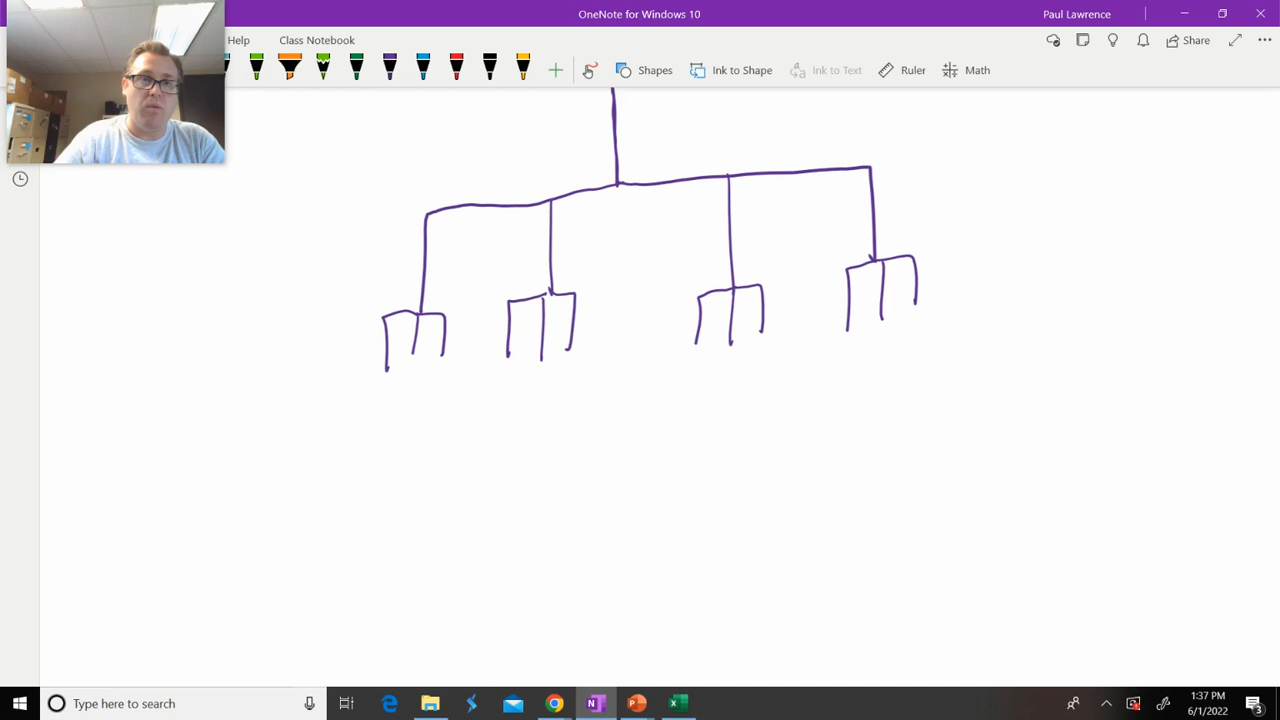 OneNote for Windows 10
Paul Lawrence
Help
Class Notebook
Share
Shapes
Ink to Shape
Ink to Text
Ruler
Math
Type here to search
1:37 PM
6/1/2022
3